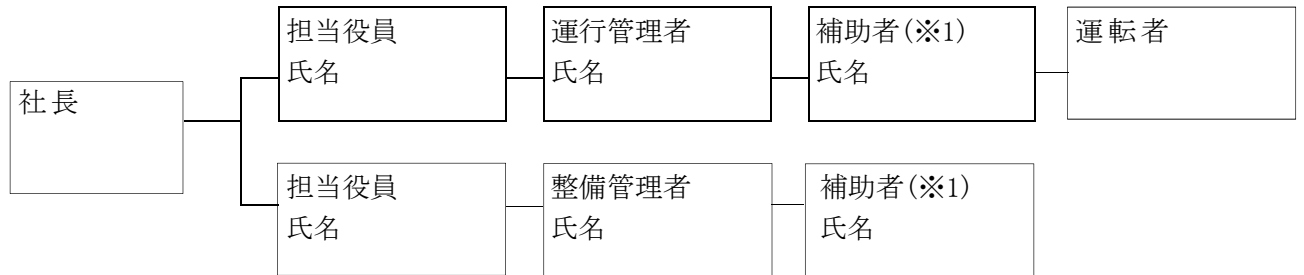 担当役員
氏名
運行管理者
氏名
補助者(※1)
氏名
運転者
社長
担当役員
氏名
整備管理者
氏名
補助者(※1)
氏名